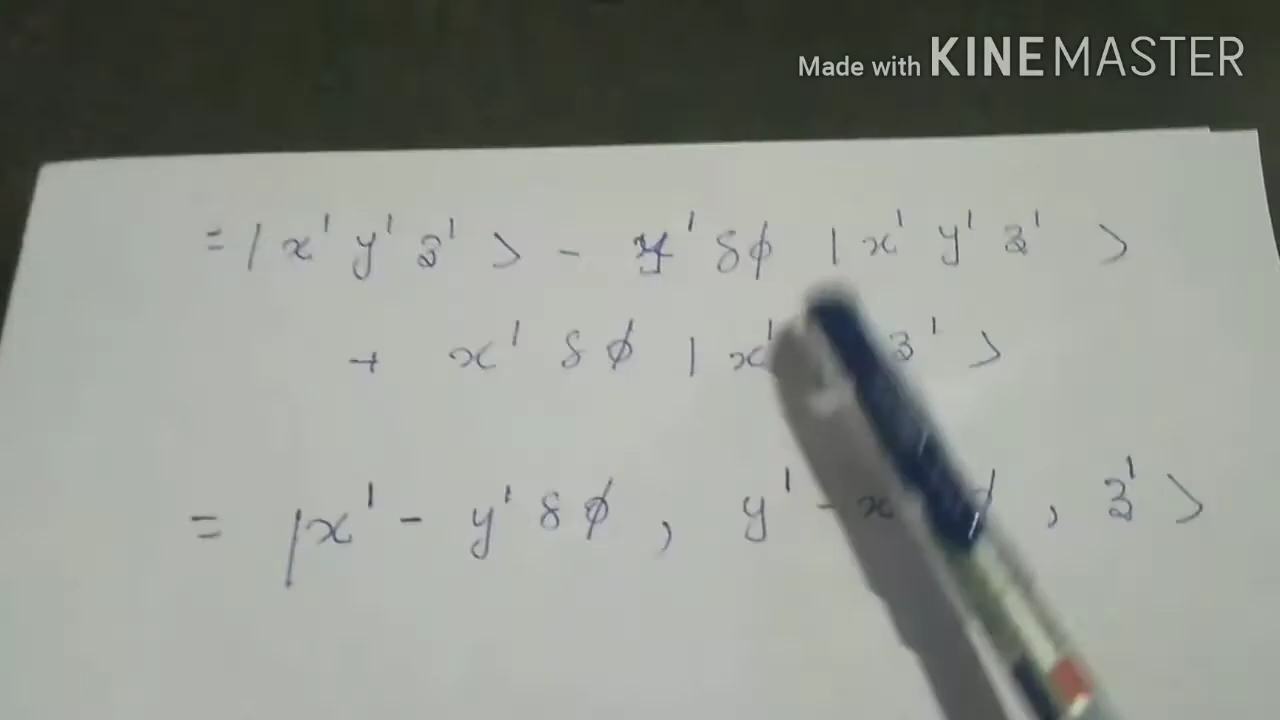 Made with KINEMASTER
= | x' y' z' > - y' δφ | x' y' z' >
+ x' δφ | x' z' >
= | x' - y' δφ , y' - x φ , z' >